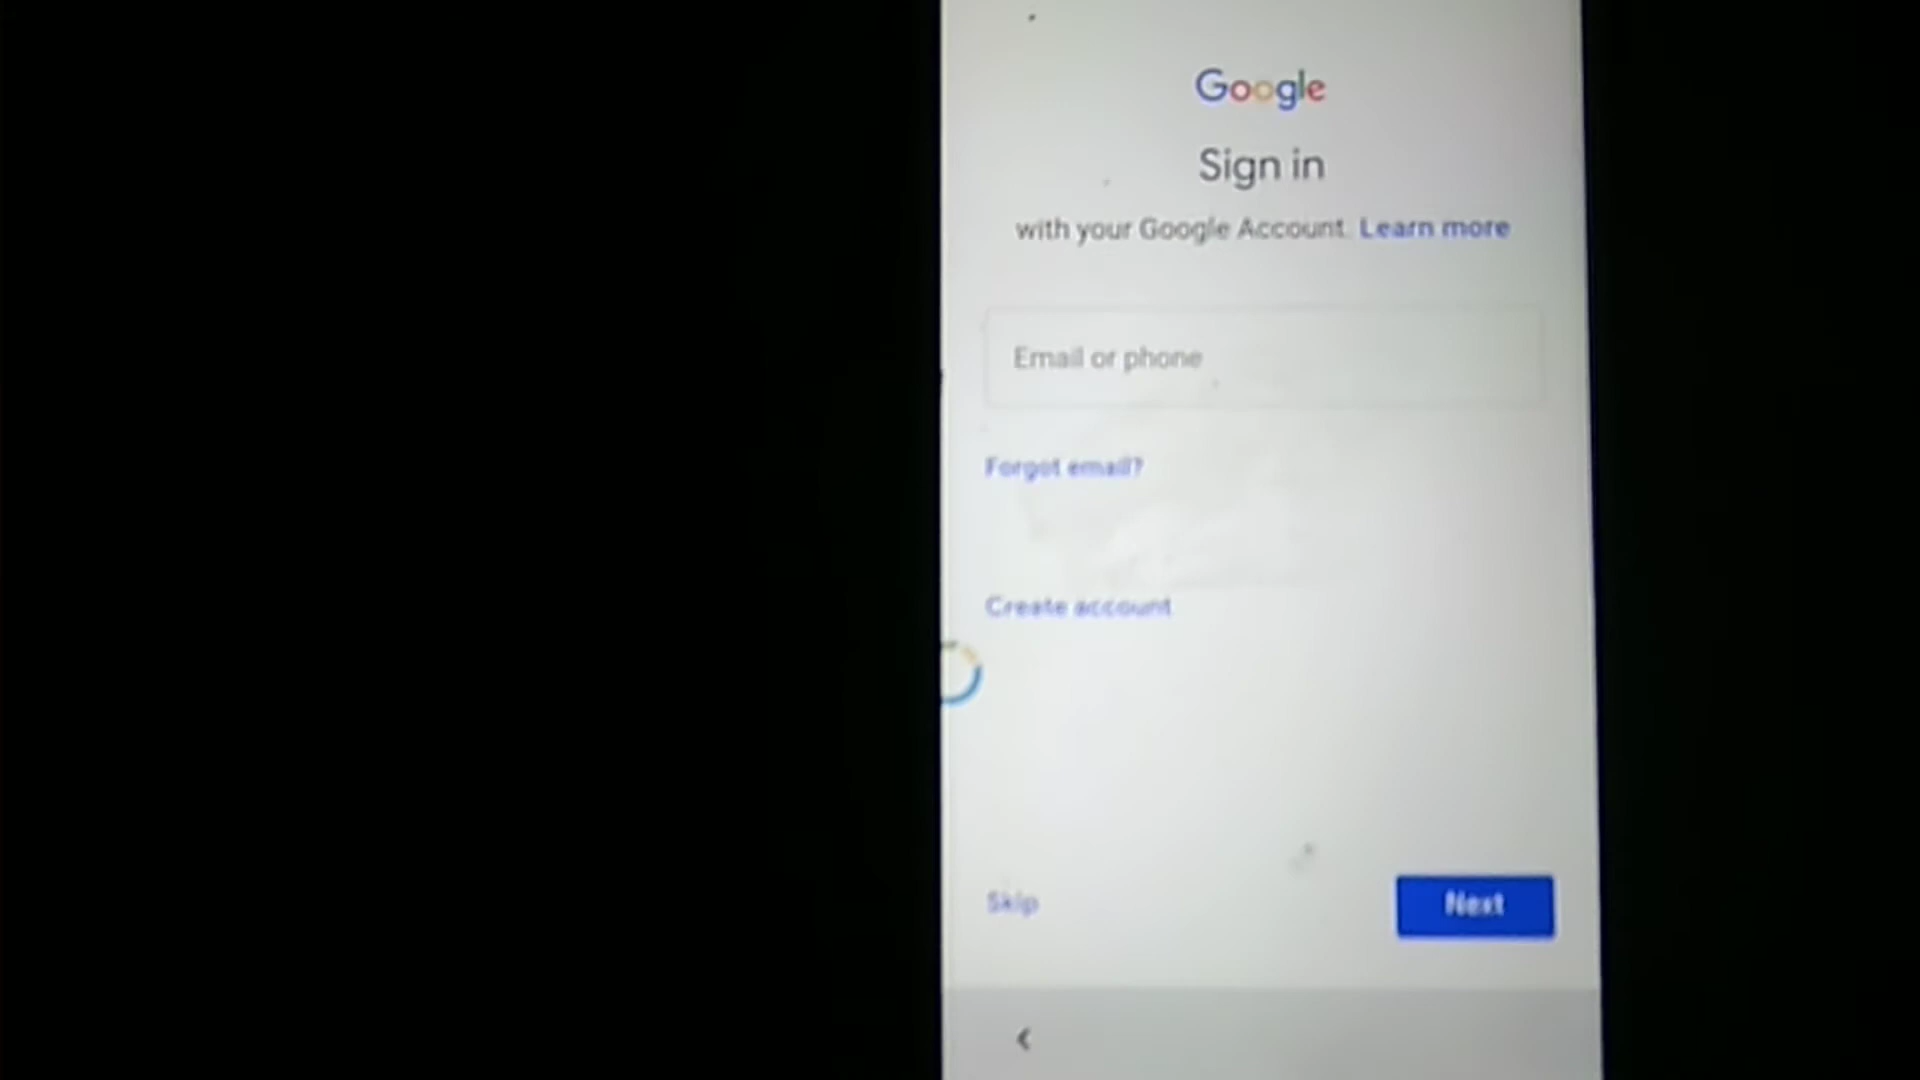 Google
Sign in
with your Google Account. Learn more
Email or phone
Forgot email?
Create account
Skip
Next